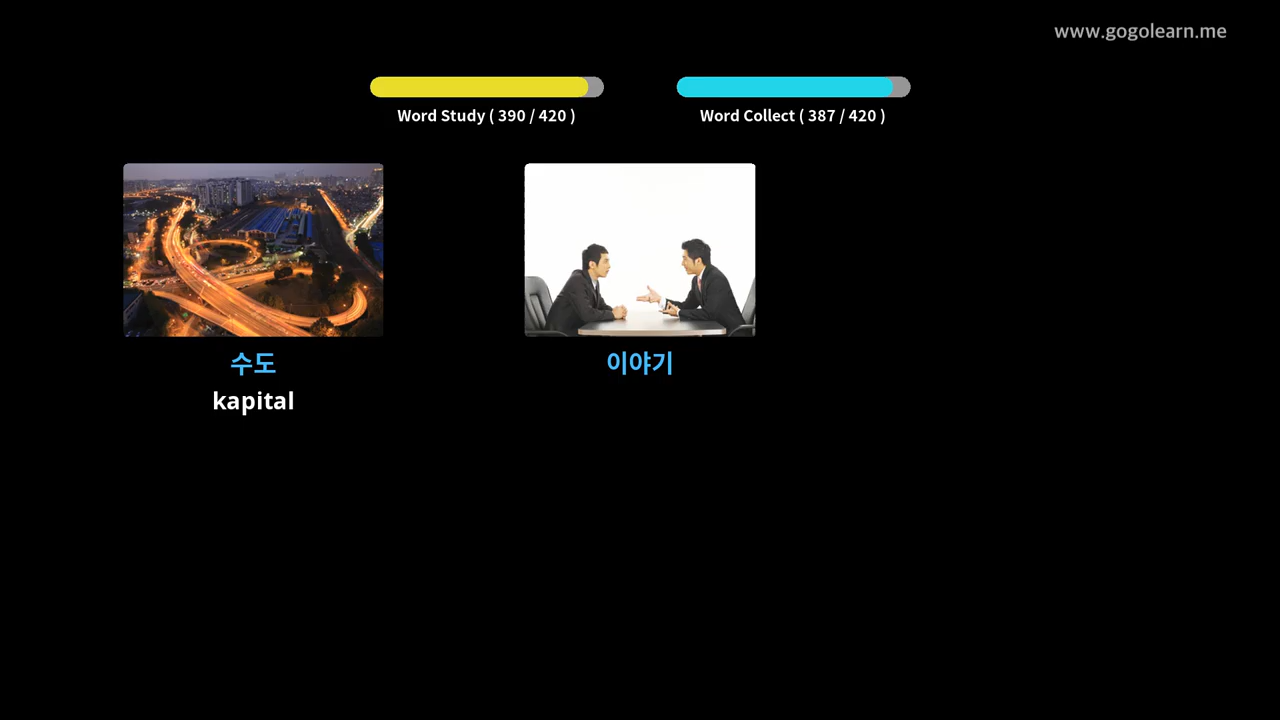 www.gogolearn.me
Word Study ( 390 / 420 )
Word Collect ( 387 / 420 )
수도
kapital
이야기